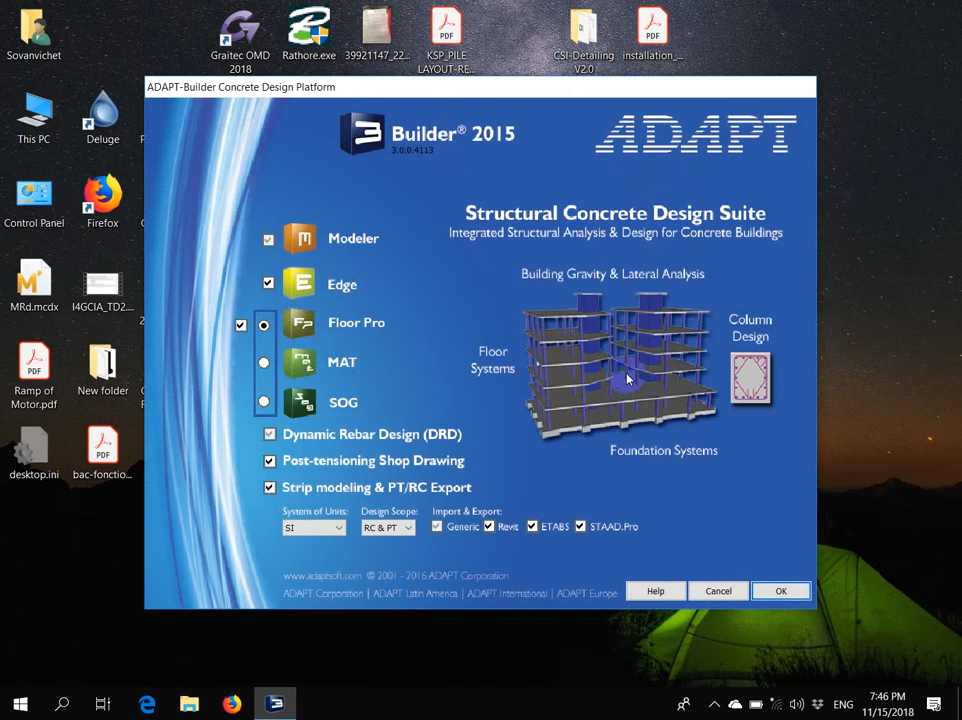 Sovanvichet
Graitec OMD
2018
Rathore.exe
39921147_22...
KSP_PILE
LAYOUT-RE...
CSI-Detailing
V2.0
installation_...
PDF
PDF
ADAPT-Builder Concrete Design Platform
3 Builder® 2015
3.0.0.4113
ADAPT
This PC
Deluge
P
Structural Concrete Design Suite
Integrated Structural Analysis & Design for Concrete Buildings
Control Panel
Firefox
Modeler
Edge
Floor Pro
MAT
SOG
Building Gravity & Lateral Analysis
Column
Design
Floor
Systems
Foundation Systems
MRd.mcdx
I4GCIA_TD2...
Dynamic Rebar Design (DRD)
Post-tensioning Shop Drawing
Strip modeling & PT/RC Export
PDF
Ramp of
Motor.pdf
New folder
PDF
desktop.ini
bac-fonctio...
System of Units:
Design Scope:
Import & Export:
SI
RC & PT
Generic
Revit
ETABS
STAAD.Pro
www.adaptsoft.com © 2001 - 2016 ADAPT Corporation
ADAPT Corporation | ADAPT Latin America | ADAPT International | ADAPT Europe
Help
Cancel
OK
ENG
7:46 PM
11/15/2018